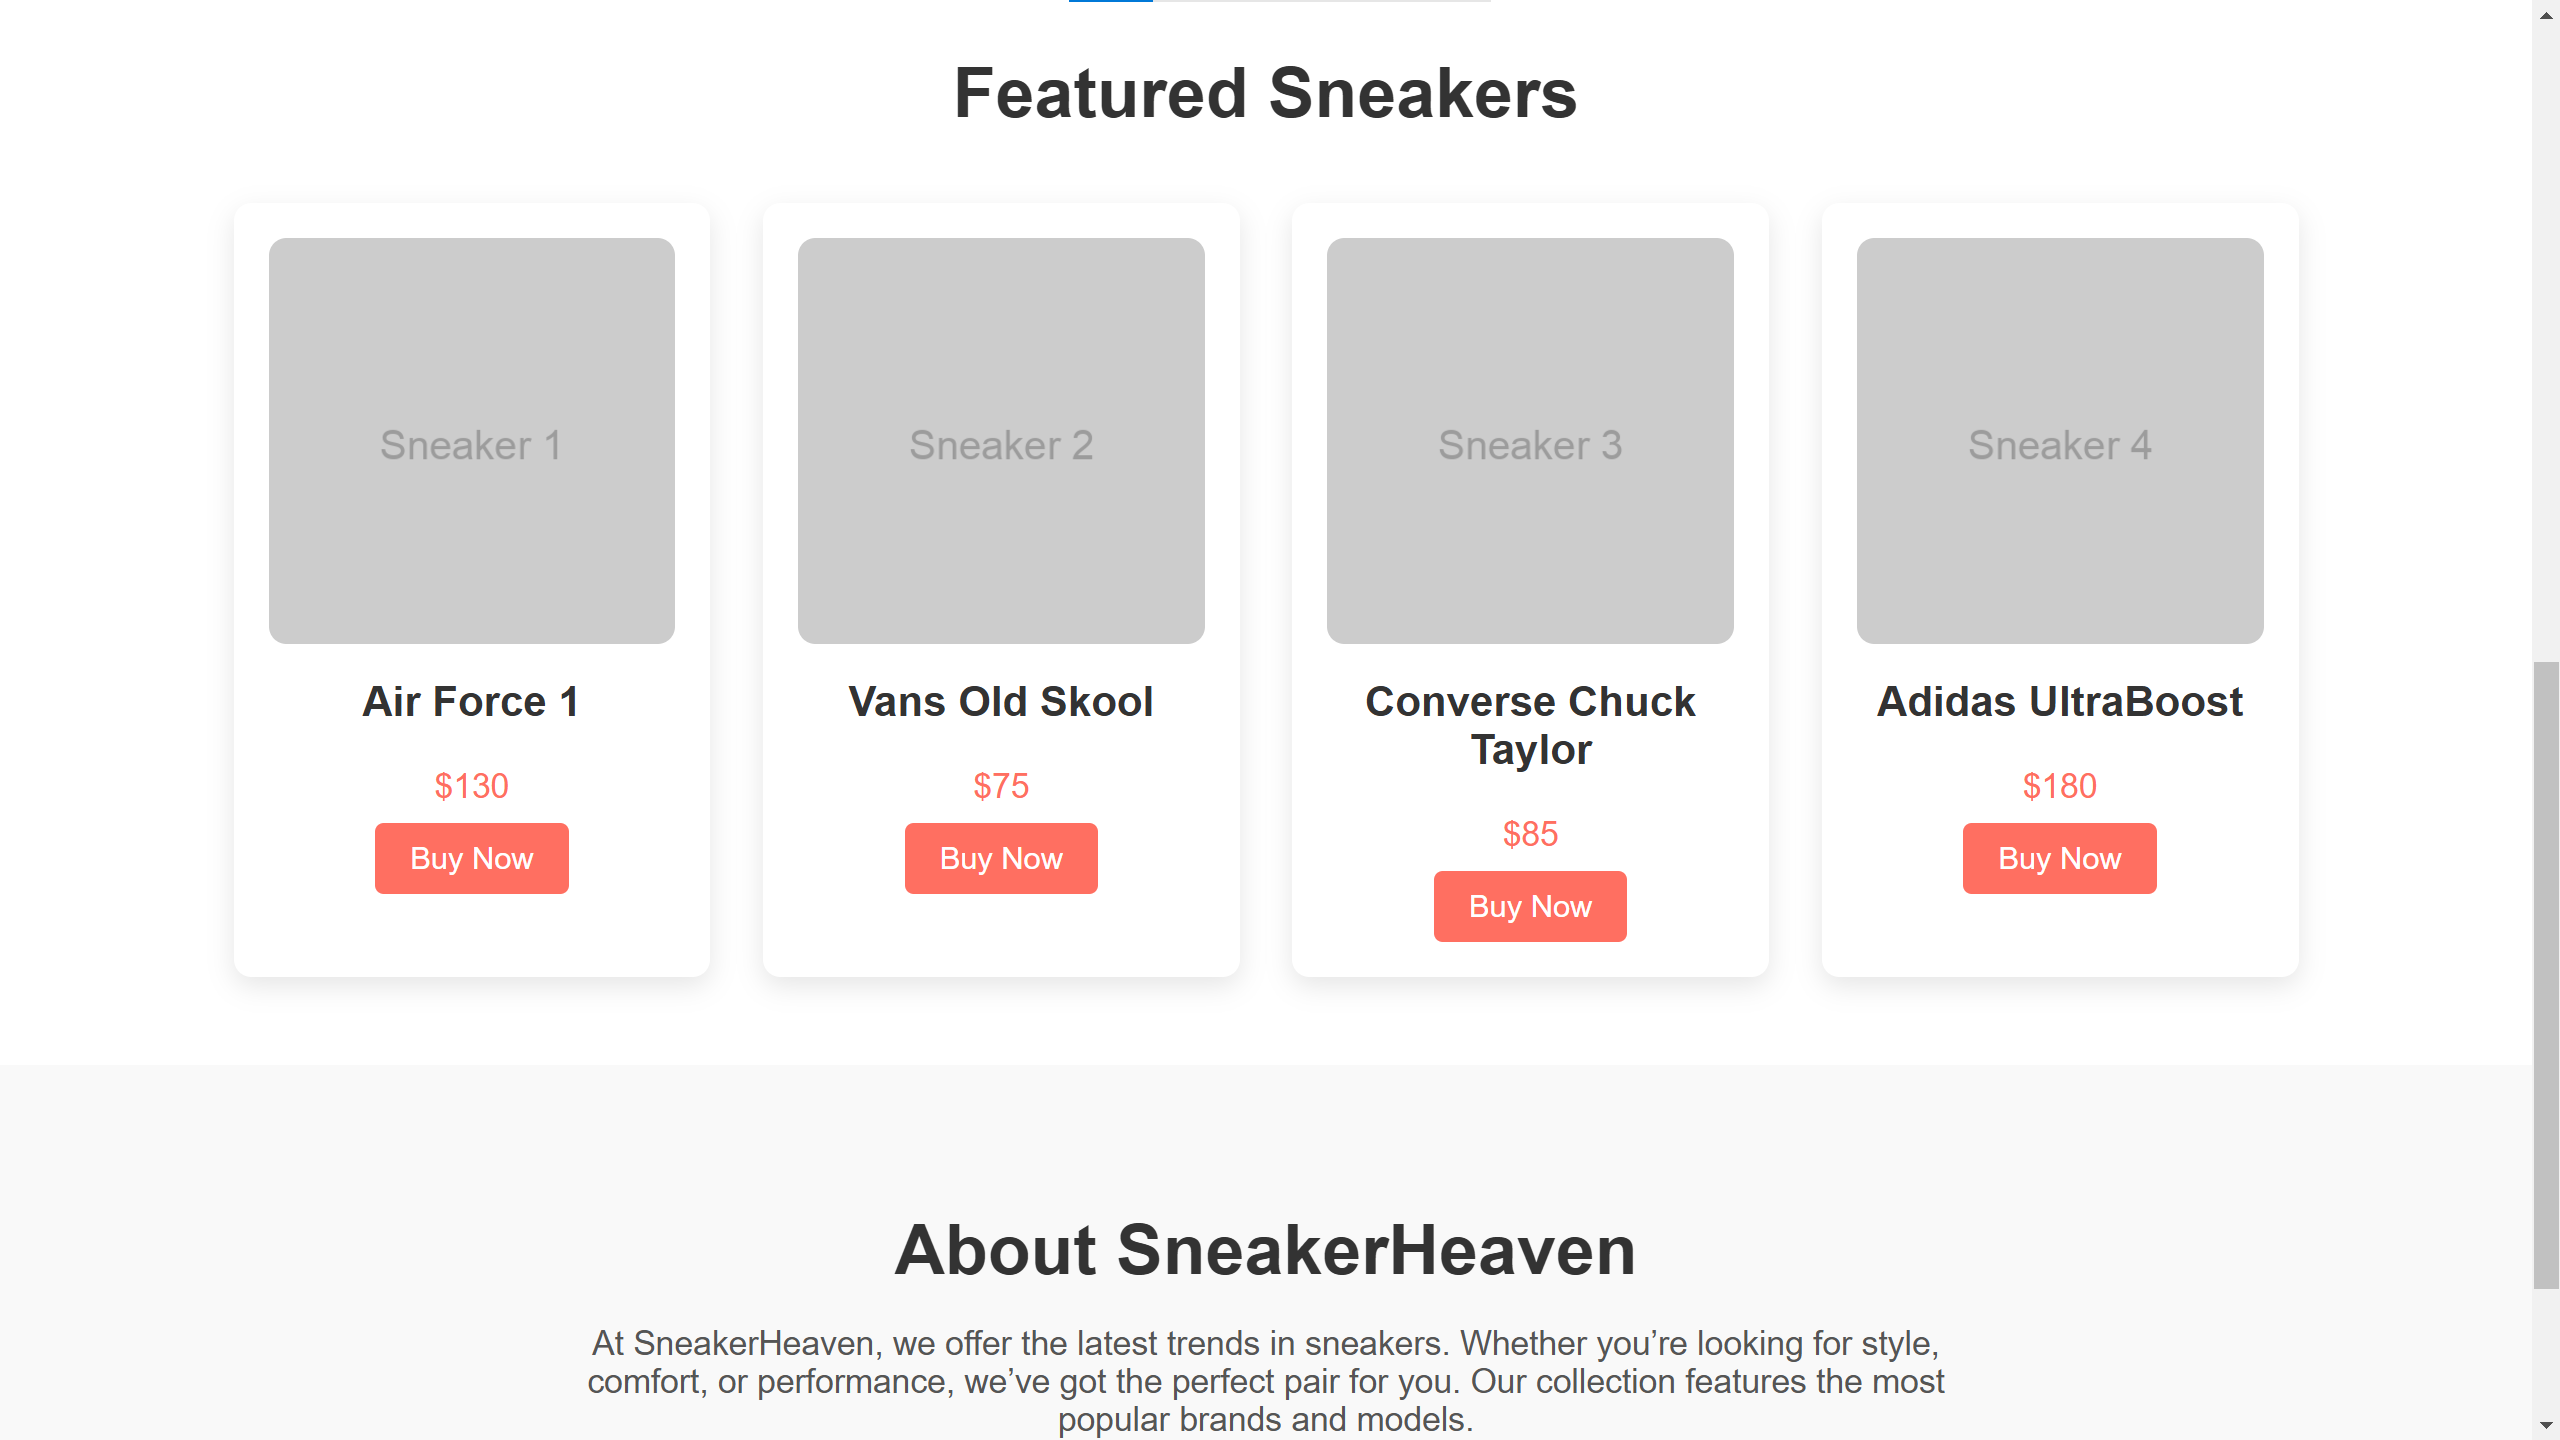 Featured Sneakers
Sneaker 1
Air Force 1
$130
Buy Now
Sneaker 2
Vans Old Skool
$75
Buy Now
Sneaker 3
Converse Chuck
Taylor
$85
Buy Now
Sneaker 4
Adidas UltraBoost
$180
Buy Now
About SneakerHeaven
At SneakerHeaven, we offer the latest trends in sneakers. Whether you’re looking for style,
comfort, or performance, we’ve got the perfect pair for you. Our collection features the most
popular brands and models.